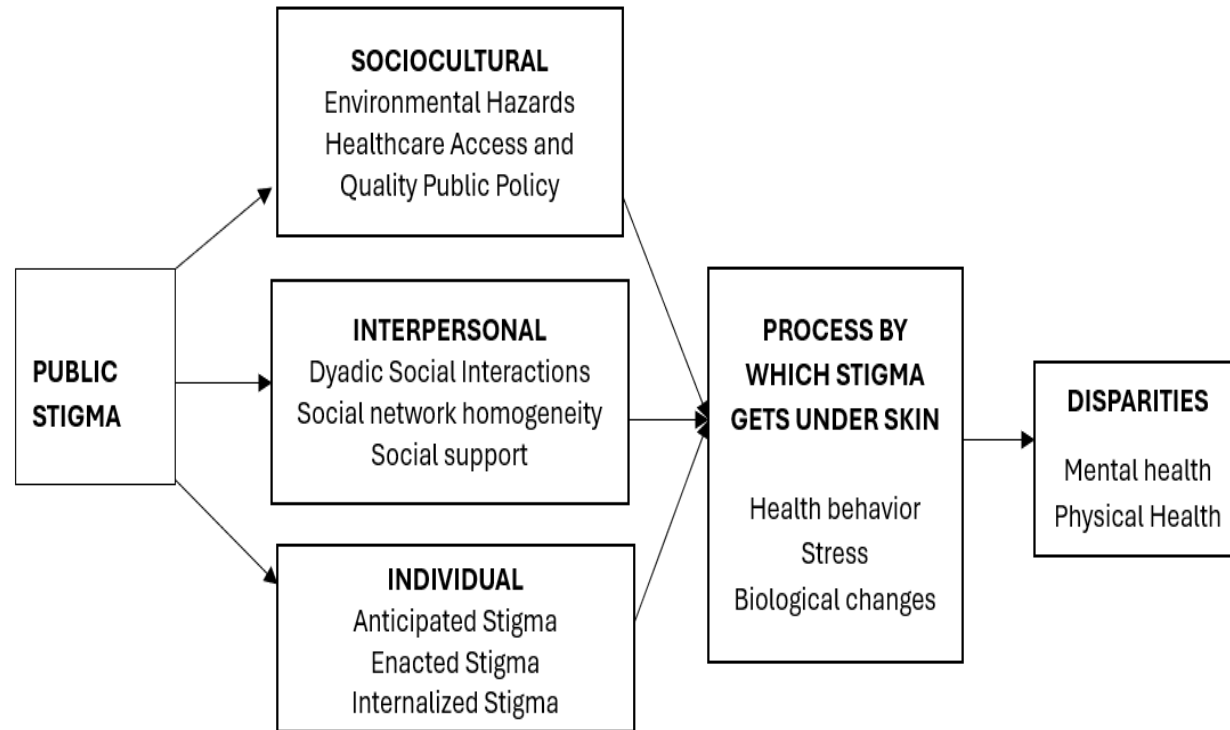 SOCIOCULTURAL
Environmental Hazards
Healthcare Access and
Quality Public Policy
PUBLIC
STIGMA
INTERPERSONAL
Dyadic Social Interactions
Social network homogeneity
Social support
INDIVIDUAL
Anticipated Stigma
Enacted Stigma
Internalized Stigma
PROCESS BY
WHICH STIGMA
GETS UNDER SKIN
Health behavior
Stress
Biological changes
DISPARITIES
Mental health
Physical Health